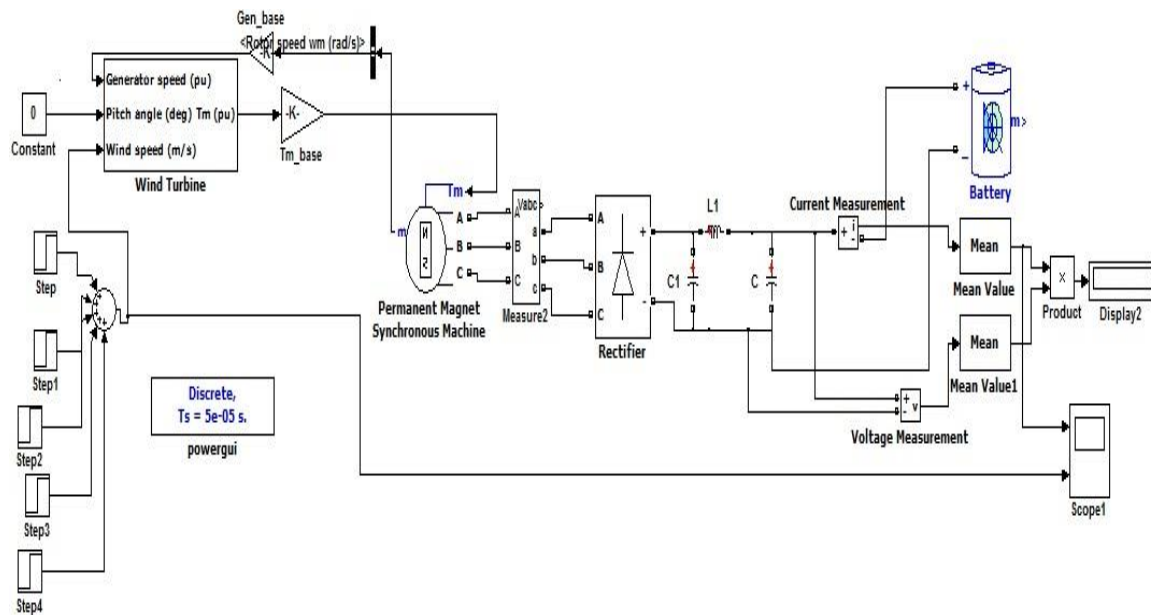 Gen_base
<Rotor speed wm (rad/s)>
-K-
Generator speed (pu)
Pitch angle (deg) Tm (pu)
Wind speed (m/s)
Wind Turbine
0
Constant
-K-
Tm_base
Tm
m
A
B
C
N
S
Permanent Magnet
Synchronous Machine
Vabc
A
a
B
b
C
c
Measure2
A
B
C
+
-
Rectifier
L1
C1
C
Current Measurement
+
i
-
+
m
-
Battery
Mean
Mean Value
Mean
Mean Value1
x
Product
Display2
+
v
-
Voltage Measurement
Scope1
Step
Step1
Step2
Step3
Step4
Discrete,
Ts = 5e-05 s.
powergui